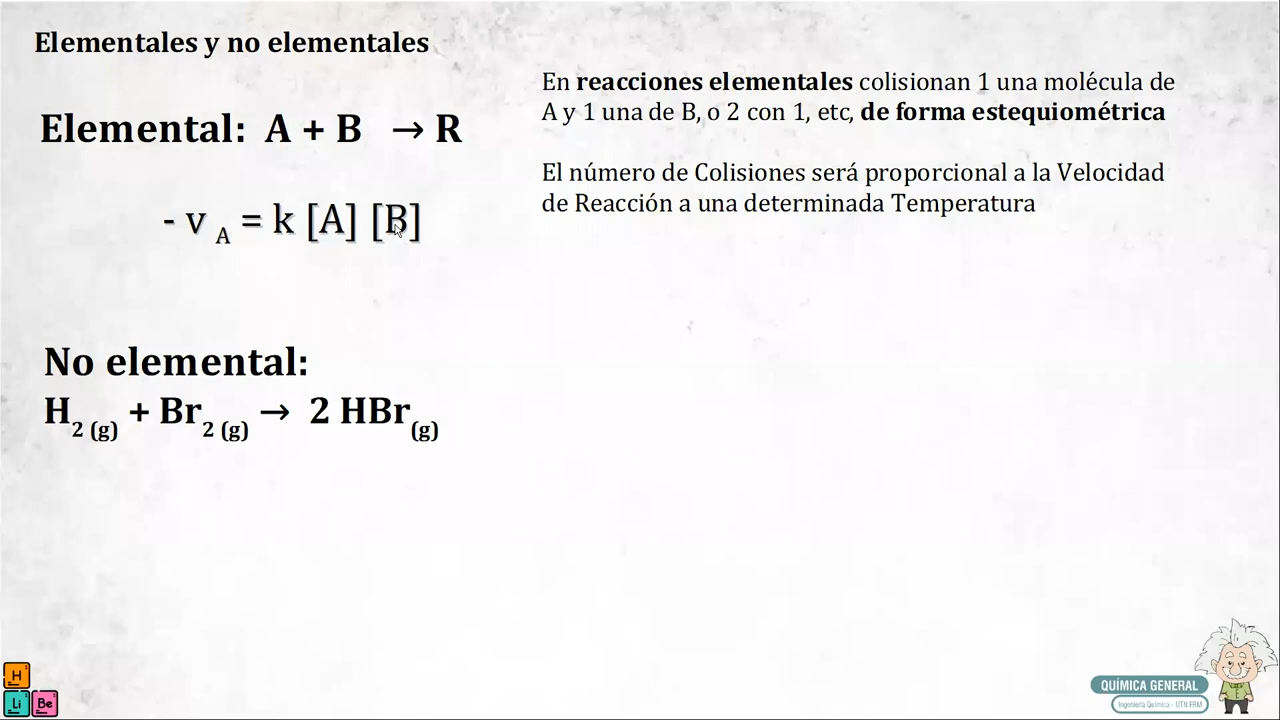 Elementales y no elementales
Elemental: A + B → R
- v A = k [A] [B]
En reacciones elementales colisionan 1 una molécula de
A y 1 una de B, o 2 con 1, etc, de forma estequiométrica
El número de Colisiones será proporcional a la Velocidad
de Reacción a una determinada Temperatura
No elemental:
H2 (g) + Br2 (g) → 2 HBr(g)
H
Li Be
QUÍMICA GENERAL
Ingeniería Química - UTN FRM